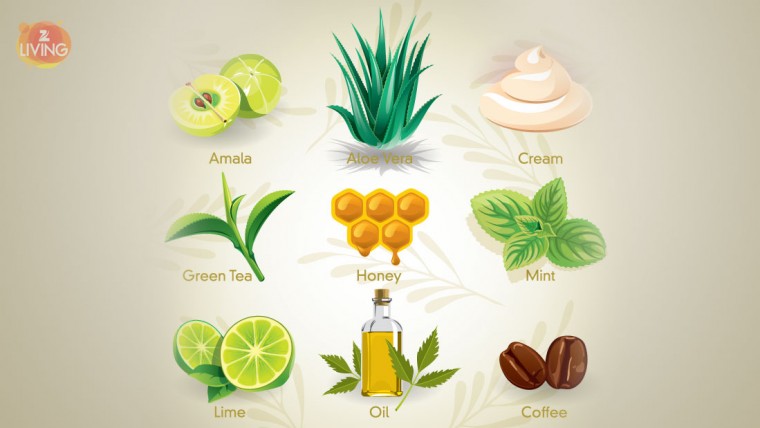 Z
LIVING
Amala
Aloe Vera
Cream
Green Tea
Honey
Mint
Lime
Oil
Coffee